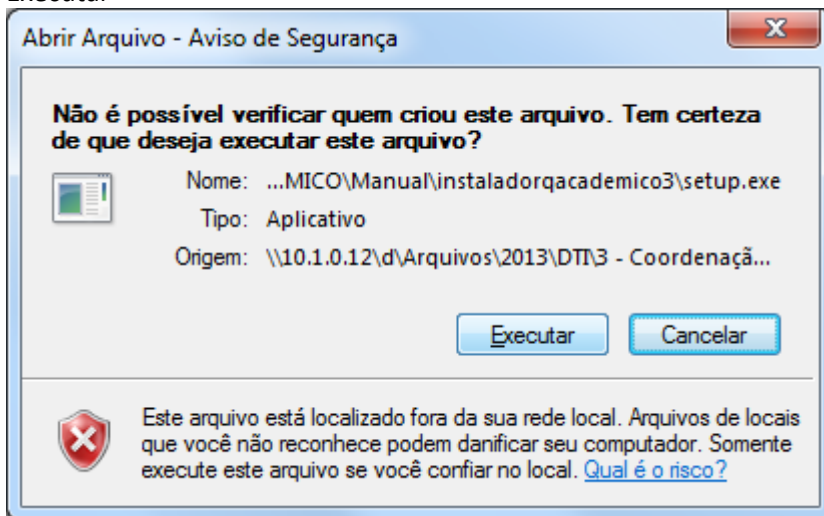 Executar
Abrir Arquivo - Aviso de Segurança
Não é possível verificar quem criou este arquivo. Tem certeza
de que deseja executar este arquivo?
Nome: ...MICO\Manual\instaladorqacademico3\setup.exe
Tipo: Aplicativo
Origem: \\10.1.0.12\d\Arquivos\2013\DTI\3 - Coordenaçã...
Executar Cancelar
Este arquivo está localizado fora da sua rede local. Arquivos de locais
que você não reconhece podem danificar seu computador. Somente
execute este arquivo se você confiar no local. Qual é o risco?